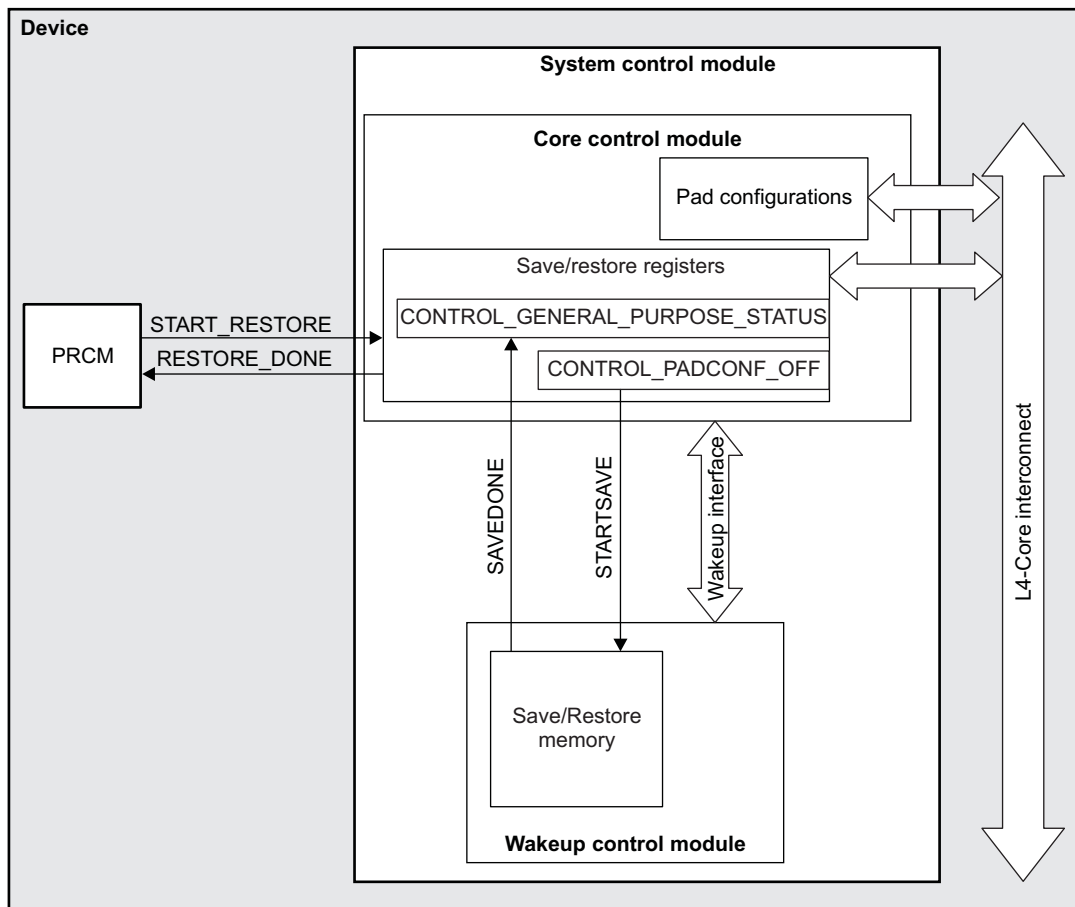 Device
System control module
Core control module
Pad configurations
Save/restore registers
CONTROL_GENERAL_PURPOSE_STATUS
CONTROL_PADCONF_OFF
PRCM
START_RESTORE
RESTORE_DONE
SAVEDONE
STARTSAVE
Wakeup interface
L4-Core interconnect
Save/Restore
memory
Wakeup control module